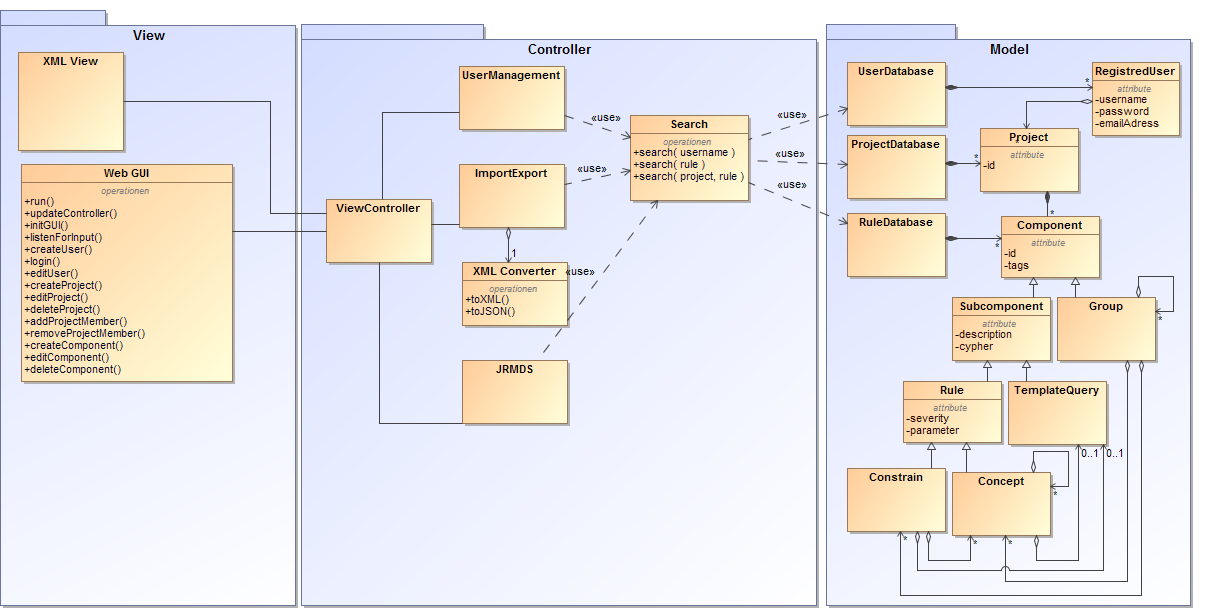 View
XML View
Web GUI
operationen
+run()
+updateController()
+initGUI()
+listenForInput()
+createUser()
+login()
+editUser()
+createProject()
+editProject()
+deleteProject()
+addProjectMember()
+removeProjectMember()
+createComponent()
+editComponent()
+deleteComponent()
Controller
ViewController
UserManagement
ImportExport
1
XML Converter
operationen
+toXML()
+toJSON()
JRMDS
«use»
«use»
«use»
Search
operationen
+search( username )
+search( rule )
+search( project, rule )
«use»
«use»
«use»
Model
UserDatabase
*
RegistredUser
attribute
-username
-password
-emailAdress
ProjectDatabase
*
Project
*
attribute
-id
RuleDatabase
*
*
Component
attribute
-id
-tags
Subcomponent
attribute
-description
-cypher
Group
*
Rule
attribute
-severity
-parameter
TemplateQuery
0..1
0..1
Constrain
*
Concept
*
*
*